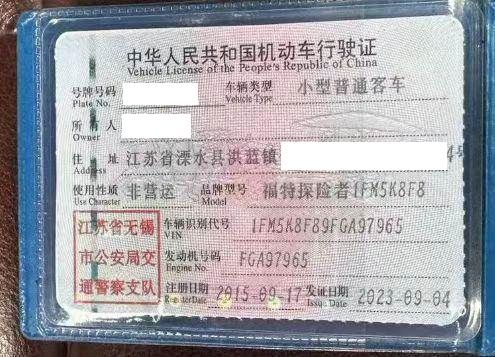 中华人民共和国机动车行驶证
Vehicle License of the People's Republic of China
号牌号码 车辆类型 小型普通客车
Plate No. Vehicle Type
所有人
Owner
住址 江苏省溧水县洪蓝镇 4号
Address
使用性质 非营运 品牌型号 福特探险者1FM5K8F8
Use Character Model
江苏省无锡 车辆识别代号 1FM5K8F89FGA97965
VIN
市公安局交 发动机号码 FGA97965
Engine No.
通警察支队 注册日期 2015-09-17 发证日期 2023-09-04
Register Date Issue Date